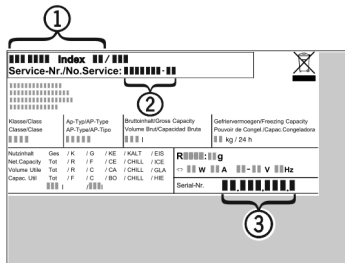 1
Index / 
Service-Nr./No.Service: -
2
Klasse/Class Ap-Typ/AP-Type Bruttoinhalt/Gross Capacity Gefriervermoegen/Freezing Capacity
Classe/Clase AP-Type/AP-Tipo Volume Brut/Capacidad Bruta Pouvoir de Congel./Capac.Congeladora
l kg / 24 h
Nutzinhalt Ges / K / G / KE / KALT / EIS
Net.Capacity Tot / R / F / CE / CHILL / ICE
Volume Utile Tot / R / C / CA / CHILL / GLA
Capac. Util Tot / F / C / BO / CHILL / HIE
l / l
R : g
W A - V Hz
Serial-Nr. . . .
3